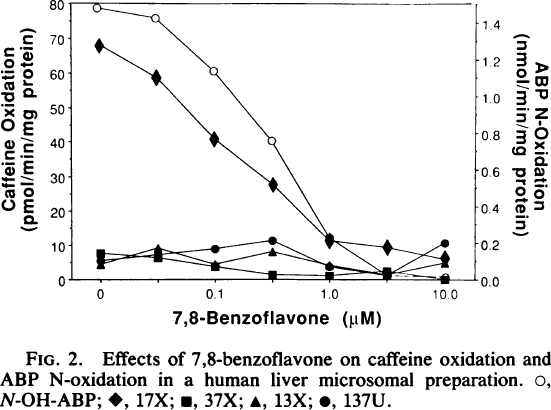 80
70
60
50
40
30
20
10
0
Caffeine Oxidation
(pmol/min/mg protein)
1.4
1.2
1.0
0.8
0.6
0.4
0.2
0.0
ABP N-Oxidation
(nmol/min/mg protein)
0 0.1 1.0 10.0
7,8-Benzoflavone (μM)
FIG. 2. Effects of 7,8-benzoflavone on caffeine oxidation and
ABP N-oxidation in a human liver microsomal preparation. ○,
N-OH-ABP; ◆, 17X; ■, 37X; ▲, 13X; ●, 137U.